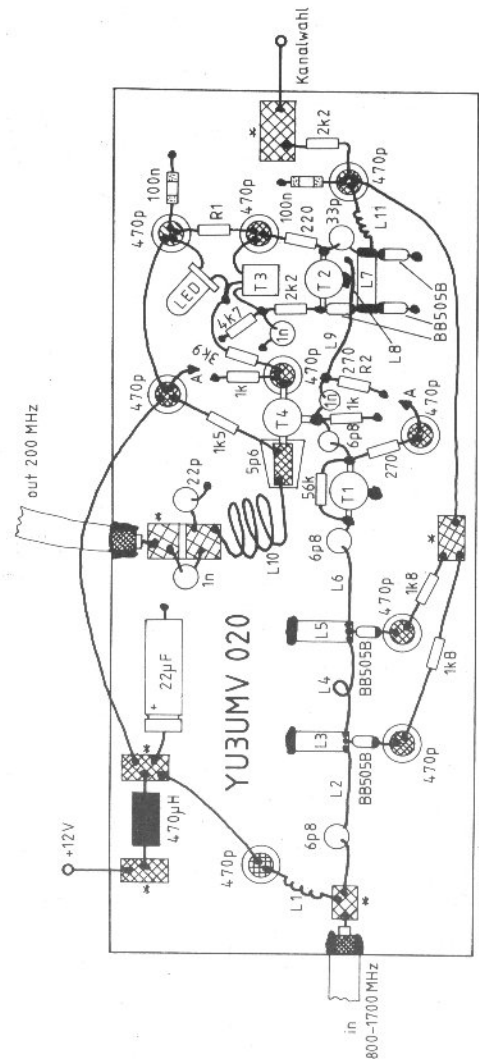 +12V
470µH
*
*
+
22µF
out 200 MHz
*
1n
22p
L10
YU3UMV 020
470p
L1
*
in
800-1700 MHz
6p8
L2
L3
L4
L5
L6
BB505B
BB505B
470p
470p
1k8
1k8
*
6p8
56k
T1
270
470p
A
470p
A
1k5
5p6
T4
6p8
1n
1k
270
R2
1k
3k9
470p
4k7
1n
2k2
LED
T3
470p
100n
R1
470p
220
T2
33p
L9
L8
L7
BB505B
100n
470p
L11
2k2
*
Kanalwahl